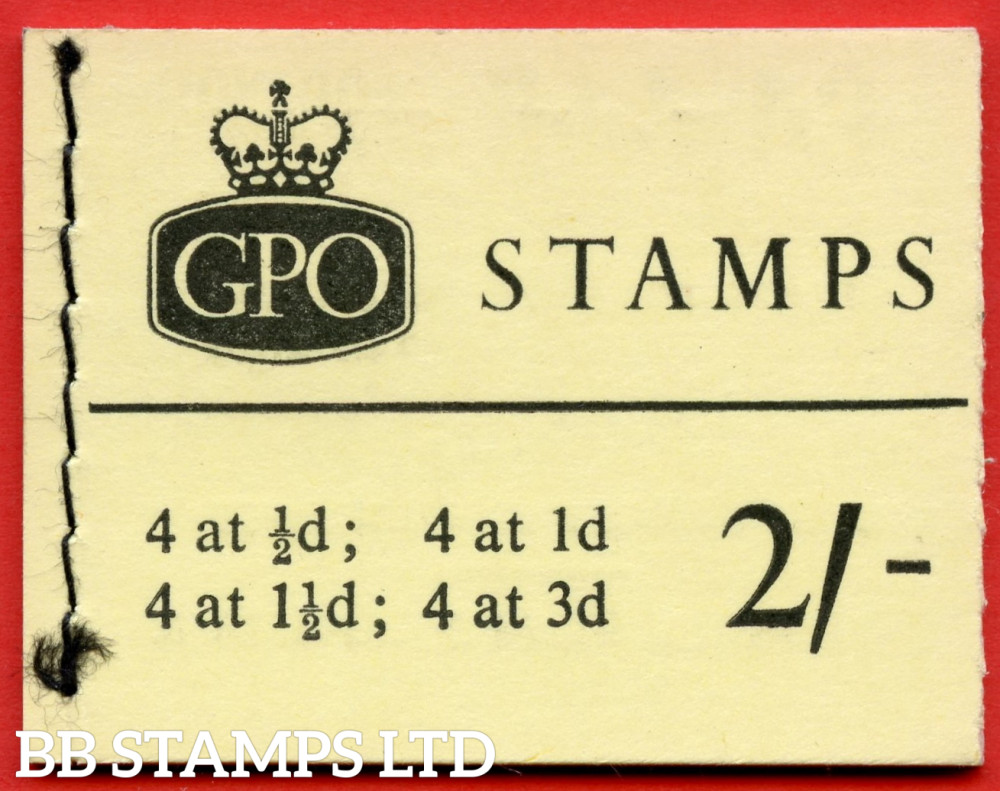 GPO STAMPS
4 at ½d; 4 at 1d
4 at 1½d; 4 at 3d
2/-
BB STAMPS LTD